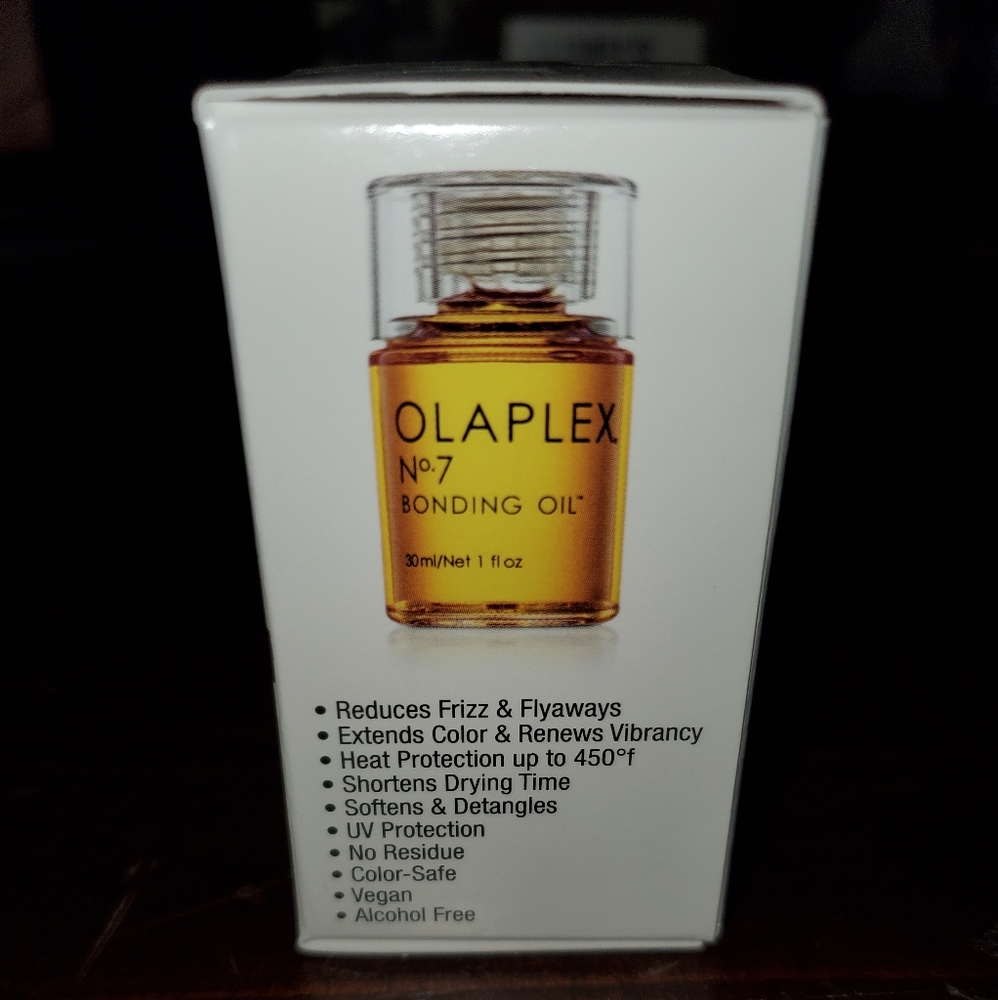 OLAPLEX.
Nº.7
BONDING OIL™
30ml/Net 1 fl oz
• Reduces Frizz & Flyaways
• Extends Color & Renews Vibrancy
• Heat Protection up to 450°f
• Shortens Drying Time
• Softens & Detangles
• UV Protection
• No Residue
• Color-Safe
• Vegan
• Alcohol Free